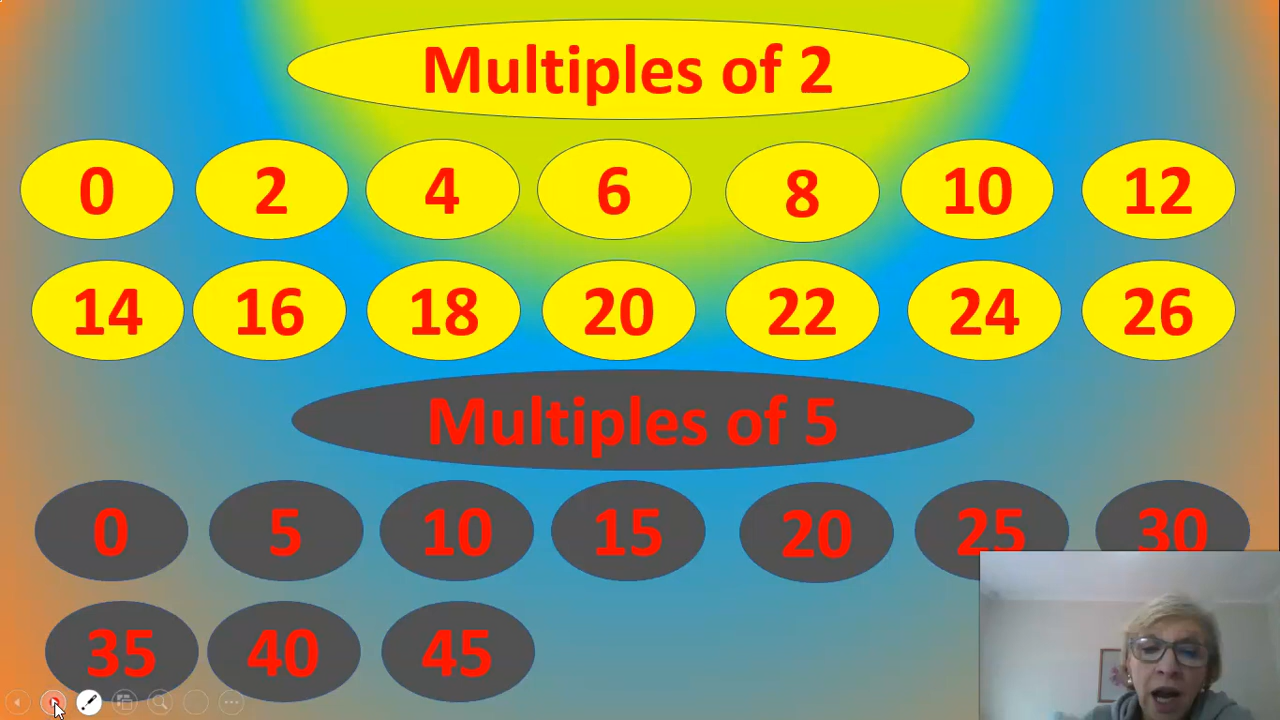 Multiples of 2
0 2 4 6 8 10 12
14 16 18 20 22 24 26
Multiples of 5
0 5 10 15 20 25 30
35 40 45